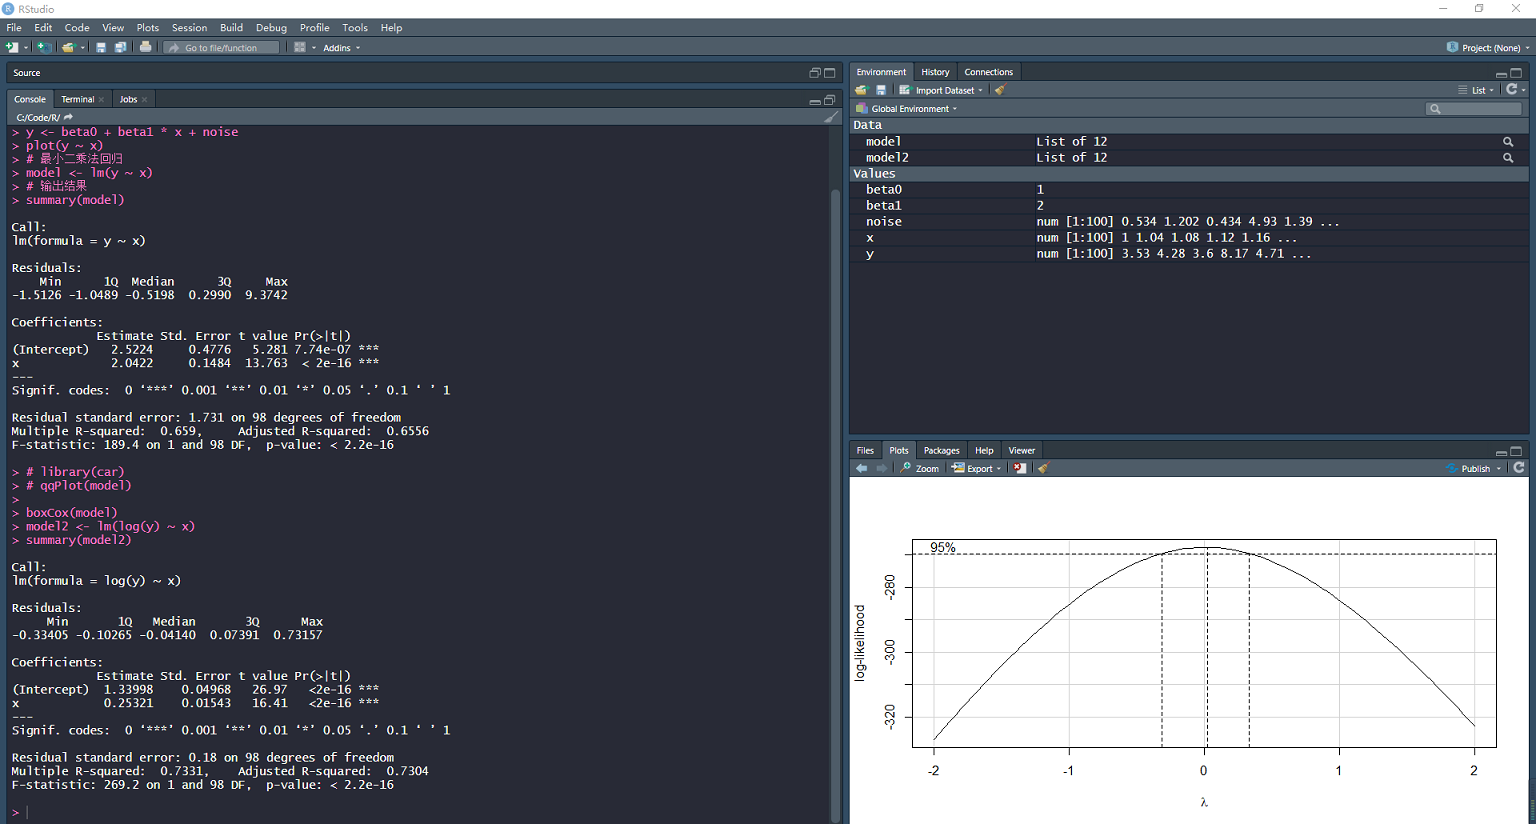 RStudio
File Edit Code View Plots Session Build Debug Profile Tools Help
Go to file/function Addins Project: (None)
Source
Console Terminal Jobs
C:/Code/R/
> y <- beta0 + beta1 * x + noise
> plot(y ~ x)
> # 最小二乘法回归
> model <- lm(y ~ x)
> # 输出结果
> summary(model)
Call:
lm(formula = y ~ x)
Residuals:
Min 1Q Median 3Q Max
-1.5126 -1.0489 -0.5198 0.2990 9.3742
Coefficients:
Estimate Std. Error t value Pr(>|t|)
(Intercept) 2.5224 0.4776 5.281 7.74e-07 ***
x 2.0422 0.1484 13.763 < 2e-16 ***
---
Signif. codes: 0 ‘***’ 0.001 ‘**’ 0.01 ‘*’ 0.05 ‘.’ 0.1 ‘ ’ 1
Residual standard error: 1.731 on 98 degrees of freedom
Multiple R-squared: 0.659, Adjusted R-squared: 0.6556
F-statistic: 189.4 on 1 and 98 DF, p-value: < 2.2e-16
> # library(car)
> # qqPlot(model)
>
> boxCox(model)
> model2 <- lm(log(y) ~ x)
> summary(model2)
Call:
lm(formula = log(y) ~ x)
Residuals:
Min 1Q Median 3Q Max
-0.33405 -0.10265 -0.04140 0.07391 0.73157
Coefficients:
Estimate Std. Error t value Pr(>|t|)
(Intercept) 1.33998 0.04968 26.97 <2e-16 ***
x 0.25321 0.01543 16.41 <2e-16 ***
---
Signif. codes: 0 ‘***’ 0.001 ‘**’ 0.01 ‘*’ 0.05 ‘.’ 0.1 ‘ ’ 1
Residual standard error: 0.18 on 98 degrees of freedom
Multiple R-squared: 0.7331, Adjusted R-squared: 0.7304
F-statistic: 269.2 on 1 and 98 DF, p-value: < 2.2e-16
>
Environment History Connections
Import Dataset List
Global Environment
Data
model List of 12
model2 List of 12
Values
beta0 1
beta1 2
noise num [1:100] 0.534 1.202 0.434 4.93 1.39 ...
x num [1:100] 1 1.04 1.08 1.12 1.16 ...
y num [1:100] 3.53 4.28 3.6 8.17 4.71 ...
Files Plots Packages Help Viewer
Zoom Export Publish
95%
log-likelihood
-280
-300
-320
-2 -1 0 1 2
λ